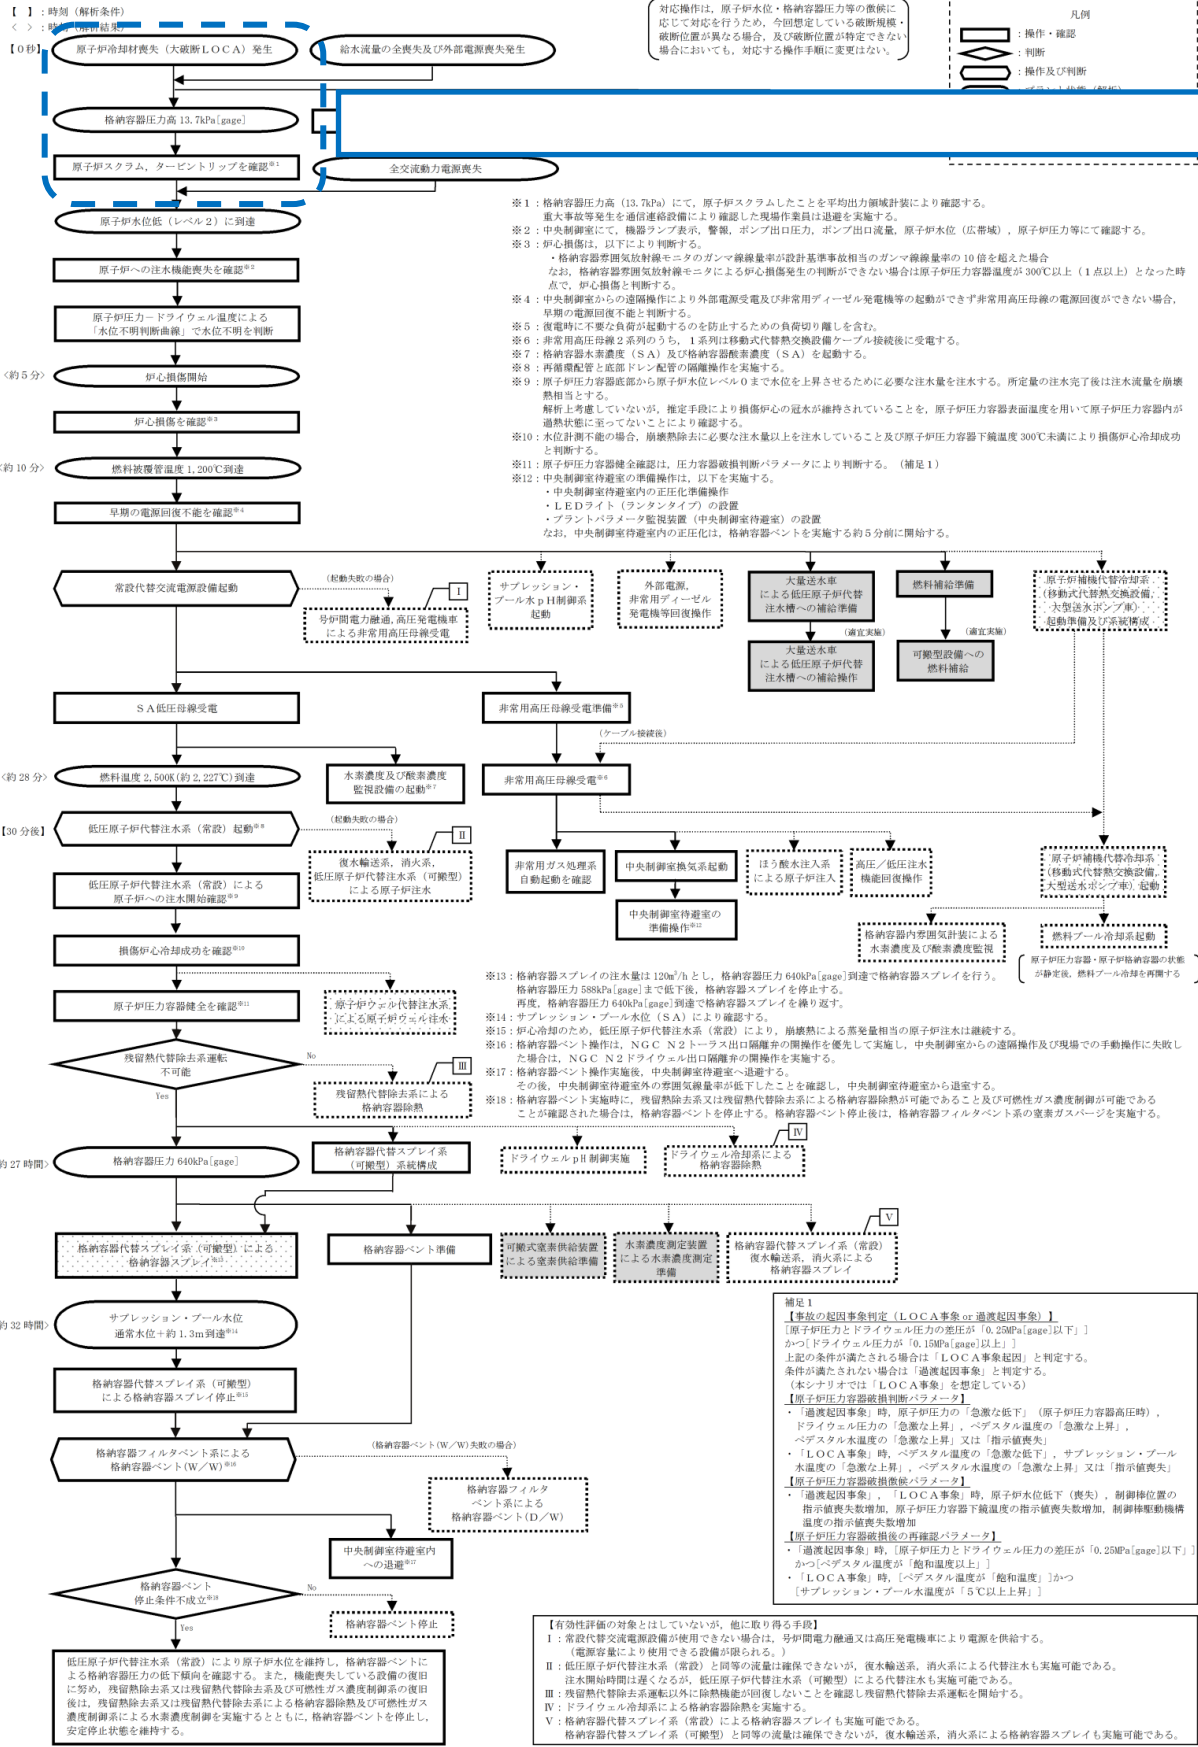 【 】：時刻（解析条件）
〈 〉：時刻（解析結果）
【０秒】
原子炉冷却材喪失（大破断ＬＯＣＡ）発生
給水流量の全喪失及び外部電源喪失発生
対応操作は，原子炉水位・格納容器圧力等の徴候に
応じて対応を行うため，今回想定している破断規模・
破断位置が異なる場合，及び破断位置が特定できない
場合においても，対応する操作手順に変更はない。
凡例
：操作・確認
：判断
：操作及び判断
格納容器圧力高 13.7kPa[gage]
原子炉スクラム，タービントリップを確認※1
全交流動力電源喪失
原子炉水位低（レベル２）に到達
原子炉への注水機能喪失を確認※2
原子炉圧力－ドライウェル温度による
「水位不明判断曲線」で水位不明を判断
〈約５分〉
炉心損傷開始
炉心損傷を確認※3
約 10 分〉
燃料被覆管温度 1,200℃到達
早期の電源回復不能を確認※4
※１：格納容器圧力高（13.7kPa）にて，原子炉スクラムしたことを平均出力領域計装により確認する。
重大事故等発生を通信連絡設備により確認した現場作業員は退避を実施する。
※２：中央制御室にて，機器ランプ表示，警報，ポンプ出口圧力，ポンプ出口流量，原子炉水位（広帯域），原子炉圧力等にて確認する。
※３：炉心損傷は，以下により判断する。
・格納容器雰囲気放射線モニタのガンマ線線量率が設計基準事故相当のガンマ線線量率の 10 倍を超えた場合
なお，格納容器雰囲気放射線モニタによる炉心損傷発生の判断ができない場合は原子炉圧力容器温度が 300℃以上（１点以上）となった時
点で，炉心損傷と判断する。
※４：中央制御室からの遠隔操作により外部電源受電及び非常用ディーゼル発電機等の起動ができず非常用高圧母線の電源回復ができない場合，
早期の電源回復不能と判断する。
※５：復電時に不要な負荷が起動するのを防止するための負荷切り離しを含む。
※６：非常用高圧母線２系列のうち，１系列は移動式代替熱交換設備ケーブル接続後に受電する。
※７：格納容器水素濃度（ＳＡ）及び格納容器酸素濃度（ＳＡ）を起動する。
※８：再循環配管と底部ドレン配管の隔離操作を実施する。
※９：原子炉圧力容器底部から原子炉水位レベル０まで水位を上昇させるために必要な注水量を注水する。所定量の注水完了後は注水流量を崩壊
熱相当とする。
解析上考慮していないが，推定手段により損傷炉心の冠水が維持されていることを，原子炉圧力容器表面温度を用いて原子炉圧力容器内が
過熱状態に至ってないことにより確認する。
※10：水位計測不能の場合，崩壊熱除去に必要な注水量以上を注水していること及び原子炉圧力容器下鏡温度 300℃未満により損傷炉心冷却成功
と判断する。
※11：原子炉圧力容器健全確認は，圧力容器破損判断パラメータにより判断する。（補足１）
※12：中央制御室待避室の準備操作は，以下を実施する。
・中央制御室待避室内の正圧化準備操作
・ＬＥＤライト（ランタンタイプ）の設置
・プラントパラメータ監視装置（中央制御室待避室）の設置
なお，中央制御室待避室内の正圧化は，格納容器ベントを実施する約５分前に開始する。
常設代替交流電源設備起動
（起動失敗の場合）
Ⅰ
号炉間電力融通，高圧発電機車
による非常用高圧母線受電
サプレッション・
プール水ｐＨ制御系
起動
外部電源，
非常用ディーゼル
発電機等回復操作
大量送水車
による低圧原子炉代替
注水槽への補給準備
燃料補給準備
原子炉補機代替冷却系
（移動式代替熱交換設備，
大型送水ポンプ車）
起動準備及び系統構成
（適宜実施）
（適宜実施）
大量送水車
による低圧原子炉代替
注水槽への補給操作
可搬型設備への
燃料補給
ＳＡ低圧母線受電
非常用高圧母線受電準備※5
（ケーブル接続後）
〈約 28 分〉
燃料温度 2,500K(約 2,227℃)到達
水素濃度及び酸素濃度
監視設備の起動※7
非常用高圧母線受電※6
【30 分後】
低圧原子炉代替注水系（常設）起動※8
（起動失敗の場合）
Ⅱ
復水輸送系，消火系，
低圧原子炉代替注水系（可搬型）
による原子炉注水
非常用ガス処理系
自動起動を確認
中央制御室換気系起動
ほう酸水注入系
による原子炉注入
高圧／低圧注水
機能回復操作
原子炉補機代替冷却系
（移動式代替熱交換設備，
大型送水ポンプ車）起動
低圧原子炉代替注水系（常設）による
原子炉への注水開始確認※9
中央制御室待避室の
準備操作※12
格納容器内雰囲気計装による
水素濃度及び酸素濃度監視
燃料プール冷却系起動
損傷炉心冷却成功を確認※10
原子炉圧力容器・原子炉格納容器の状態
が静定後，燃料プール冷却を再開する
原子炉圧力容器健全を確認※11
原子炉ウェル代替注水系
による原子炉ウェル注水
※13：格納容器スプレイの注水量は 120m³/h とし，格納容器圧力 640kPa[gage]到達で格納容器スプレイを行う。
格納容器圧力 588kPa[gage]まで低下後，格納容器スプレイを停止する。
再度，格納容器圧力 640kPa[gage]到達で格納容器スプレイを繰り返す。
※14：サプレッション・プール水位（ＳＡ）により確認する。
※15：炉心冷却のため，低圧原子炉代替注水系（常設）により，崩壊熱による蒸発量相当の原子炉注水は継続する。
※16：格納容器ベント操作は，ＮＧＣ Ｎ２トーラス出口隔離弁の開操作を優先して実施し，中央制御室からの遠隔操作及び現場での手動操作に失敗し
た場合は，ＮＧＣ Ｎ２ドライウェル出口隔離弁の開操作を実施する。
※17：格納容器ベント操作実施後，中央制御室待避室へ退避する。
その後，中央制御室待避室外の雰囲気線量率が低下したことを確認し，中央制御室待避室から退室する。
※18：格納容器ベント実施時に，残留熱除去系又は残留熱代替除去系による格納容器除熱が可能であること及び可燃性ガス濃度制御が可能である
ことが確認された場合は，格納容器ベントを停止する。格納容器ベント停止後は，格納容器フィルタベント系の窒素ガスパージを実施する。
残留熱代替除去系運転
不可能
No
Yes
Ⅲ
残留熱代替除去系による
格納容器除熱
約 27 時間〉
格納容器圧力 640kPa[gage]
格納容器代替スプレイ系
（可搬型）系統構成
ドライウェルｐＨ制御実施
Ⅳ
ドライウェル冷却系による
格納容器除熱
格納容器代替スプレイ系（可搬型）による
格納容器スプレイ※13
格納容器ベント準備
可搬式窒素供給装置
による窒素供給準備
水素濃度測定装置
による水素濃度測定
準備
Ⅴ
格納容器代替スプレイ系（常設）
復水輸送系，消火系による
格納容器スプレイ
約 32 時間〉
サプレッション・プール水位
通常水位＋約 1.3m到達※14
格納容器代替スプレイ系（可搬型）
による格納容器スプレイ停止※15
格納容器フィルタベント系による
格納容器ベント（Ｗ／Ｗ）※16
（格納容器ベント(Ｗ／Ｗ)失敗の場合）
格納容器フィルタ
ベント系による
格納容器ベント(Ｄ／Ｗ)
中央制御室待避室内
への退避※17
格納容器ベント
停止条件不成立※18
No
Yes
格納容器ベント停止
低圧原子炉代替注水系（常設）により原子炉水位を維持し，格納容器ベントに
よる格納容器圧力の低下傾向を確認する。また，機能喪失している設備の復旧
に努め，残留熱除去系又は残留熱代替除去系及び可燃性ガス濃度制御系の復旧
後は，残留熱除去系又は残留熱代替除去系による格納容器除熱及び可燃性ガス
濃度制御系による水素濃度制御を実施するとともに，格納容器ベントを停止し，
安定停止状態を維持する。
補足１
【事故の起因事象判定（ＬＯＣＡ事象 or 過渡起因事象）】
[原子炉圧力とドライウェル圧力の差圧が「0.25MPa[gage]以下」]
かつ[ドライウェル圧力が「0.15MPa[gage]以上」]
上記の条件が満たされる場合は「ＬＯＣＡ事象起因」と判定する。
条件が満たされない場合は「過渡起因事象」と判定する。
（本シナリオでは「ＬＯＣＡ事象」を想定している）
【原子炉圧力容器破損判断パラメータ】
・「過渡起因事象」時，原子炉圧力の「急激な低下」（原子炉圧力容器高圧時），
ドライウェル圧力の「急激な上昇」，ペデスタル温度の「急激な上昇」，
ペデスタル水温度の「急激な上昇」又は「指示値喪失」
・「ＬＯＣＡ事象」時，ペデスタル温度の「急激な低下」，サプレッション・プール
水温度の「急激な上昇」，ペデスタル水温度の「急激な上昇」又は「指示値喪失」
【原子炉圧力容器破損徴候パラメータ】
・「過渡起因事象」，「ＬＯＣＡ事象」時，原子炉水位低下（喪失），制御棒位置の
指示値喪失数増加，原子炉圧力容器下鏡温度の指示値喪失数増加，制御棒駆動機構
温度の指示値喪失数増加
【原子炉圧力容器破損後の再確認パラメータ】
・「過渡起因事象」時，[原子炉圧力とドライウェル圧力の差圧が「0.25MPa[gage]以下」]
かつ[ペデスタル温度が「飽和温度以上」]
・「ＬＯＣＡ事象」時，[ペデスタル温度が「飽和温度」]かつ
[サプレッション・プール水温度が「５℃以上上昇」]
【有効性評価の対象とはしていないが，他に取り得る手段】
Ⅰ：常設代替交流電源設備が使用できない場合は，号炉間電力融通又は高圧発電機車により電源を供給する。
（電源容量により使用できる設備が限られる。）
Ⅱ：低圧原子炉代替注水系（常設）と同等の流量は確保できないが，復水輸送系，消火系による代替注水も実施可能である。
注水開始時間は遅くなるが，低圧原子炉代替注水系（可搬型）による代替注水も実施可能である。
Ⅲ：残留熱代替除去系運転以外に除熱機能が回復しないことを確認し残留熱代替除去系運転を開始する。
Ⅳ：ドライウェル冷却系による格納容器除熱を実施する。
Ⅴ：格納容器代替スプレイ系（常設）による格納容器スプレイも実施可能である。
格納容器代替スプレイ系（可搬型）と同等の流量は確保できないが，復水輸送系，消火系による格納容器スプレイも実施可能である。